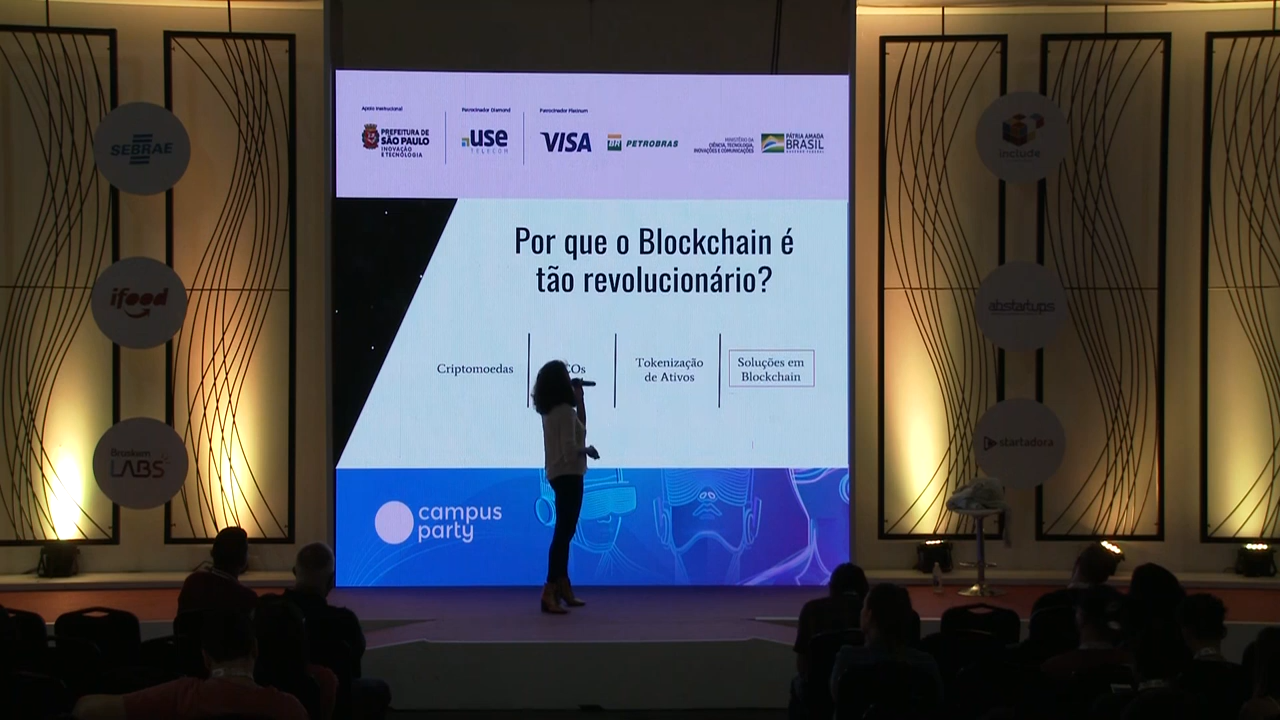 Apoio Institucional
Patrocinador Diamond
Patrocinador Platinum
PREFEITURA DE
SÃO PAULO
INOVAÇÃO
E TECNOLOGIA
use
TELECOM
VISA
BR PETROBRAS
MINISTÉRIO DA
CIÊNCIA, TECNOLOGIA,
INOVAÇÕES E COMUNICAÇÕES
PÁTRIA AMADA
BRASIL
GOVERNO FEDERAL
SEBRAE
ifood
Brasken
LABS
include
abstartups
startadora
Por que o Blockchain é
tão revolucionário?
Criptomoedas
COs
Tokenização
de Ativos
Soluções em
Blockchain
campus
party